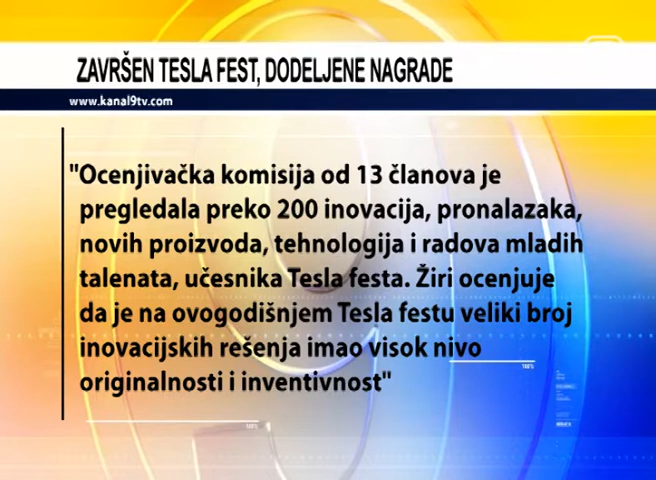 ZAVRŠEN TESLA FEST, DODELJENE NAGRADE
www.kanal9tv.com
"Ocenjivačka komisija od 13 članova je
pregledala preko 200 inovacija, pronalazaka,
novih proizvoda, tehnologija i radova mladih
talenata, učesnika Tesla festa. Žiri ocenjuje
da je na ovogodišnjem Tesla festu veliki broj
inovacijskih rešenja imao visok nivo
originalnosti i inventivnost"
100%
100%